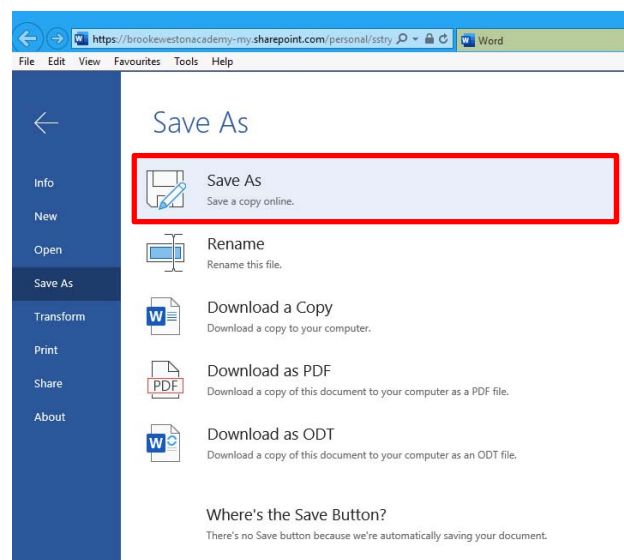 https://brookewestonacademy-my.sharepoint.com/personal/sstry
Word
File Edit View Favourites Tools Help
Save As
Info
New
Open
Save As
Transform
Print
Share
About
Save As
Save a copy online.
Rename
Rename this file.
W
Download a Copy
Download a copy to your computer.
PDF
Download as PDF
Download a copy of this document to your computer as a PDF file.
W
Download as ODT
Download a copy of this document to your computer as an ODT file.
Where's the Save Button?
There's no Save button because we're automatically saving your document.